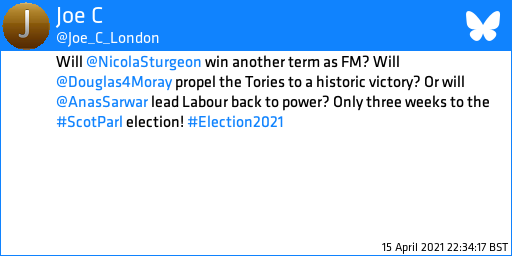 J
Joe C
@Joe_C_London
Will @NicolaSturgeon win another term as FM? Will
@Douglas4Moray propel the Tories to a historic victory? Or will
@AnasSarwar lead Labour back to power? Only three weeks to the
#ScotParl election! #Election2021
15 April 2021 22:34:17 BST